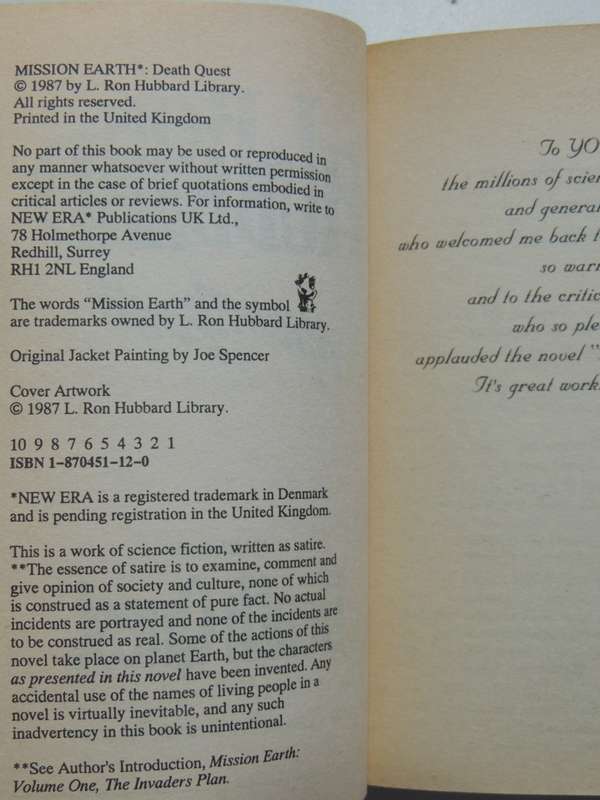 MISSION EARTH*: Death Quest
© 1987 by L. Ron Hubbard Library.
All rights reserved.
Printed in the United Kingdom
No part of this book may be used or reproduced in
any manner whatsoever without written permission
except in the case of brief quotations embodied in
critical articles or reviews. For information, write to
NEW ERA* Publications UK Ltd.,
78 Holmethorpe Avenue
Redhill, Surrey
RH1 2NL England
The words "Mission Earth" and the symbol
are trademarks owned by L. Ron Hubbard Library.
Original Jacket Painting by Joe Spencer
Cover Artwork
© 1987 L. Ron Hubbard Library.
10 9 8 7 6 5 4 3 2 1
ISBN 1-870451-12-0
*NEW ERA is a registered trademark in Denmark
and is pending registration in the United Kingdom.
This is a work of science fiction, written as satire.
**The essence of satire is to examine, comment and
give opinion of society and culture, none of which
is construed as a statement of pure fact. No actual
incidents are portrayed and none of the incidents are
to be construed as real. Some of the actions of this
novel take place on planet Earth, but the characters
as presented in this novel have been invented. Any
accidental use of the names of living people in a
novel is virtually inevitable, and any such
inadvertency in this book is unintentional.
**See Author's Introduction, Mission Earth:
Volume One, The Invaders Plan.
To YO
the millions of scien
and general
who welcomed me back
so war
and to the critic
who so ple
applauded the novel
It's great work